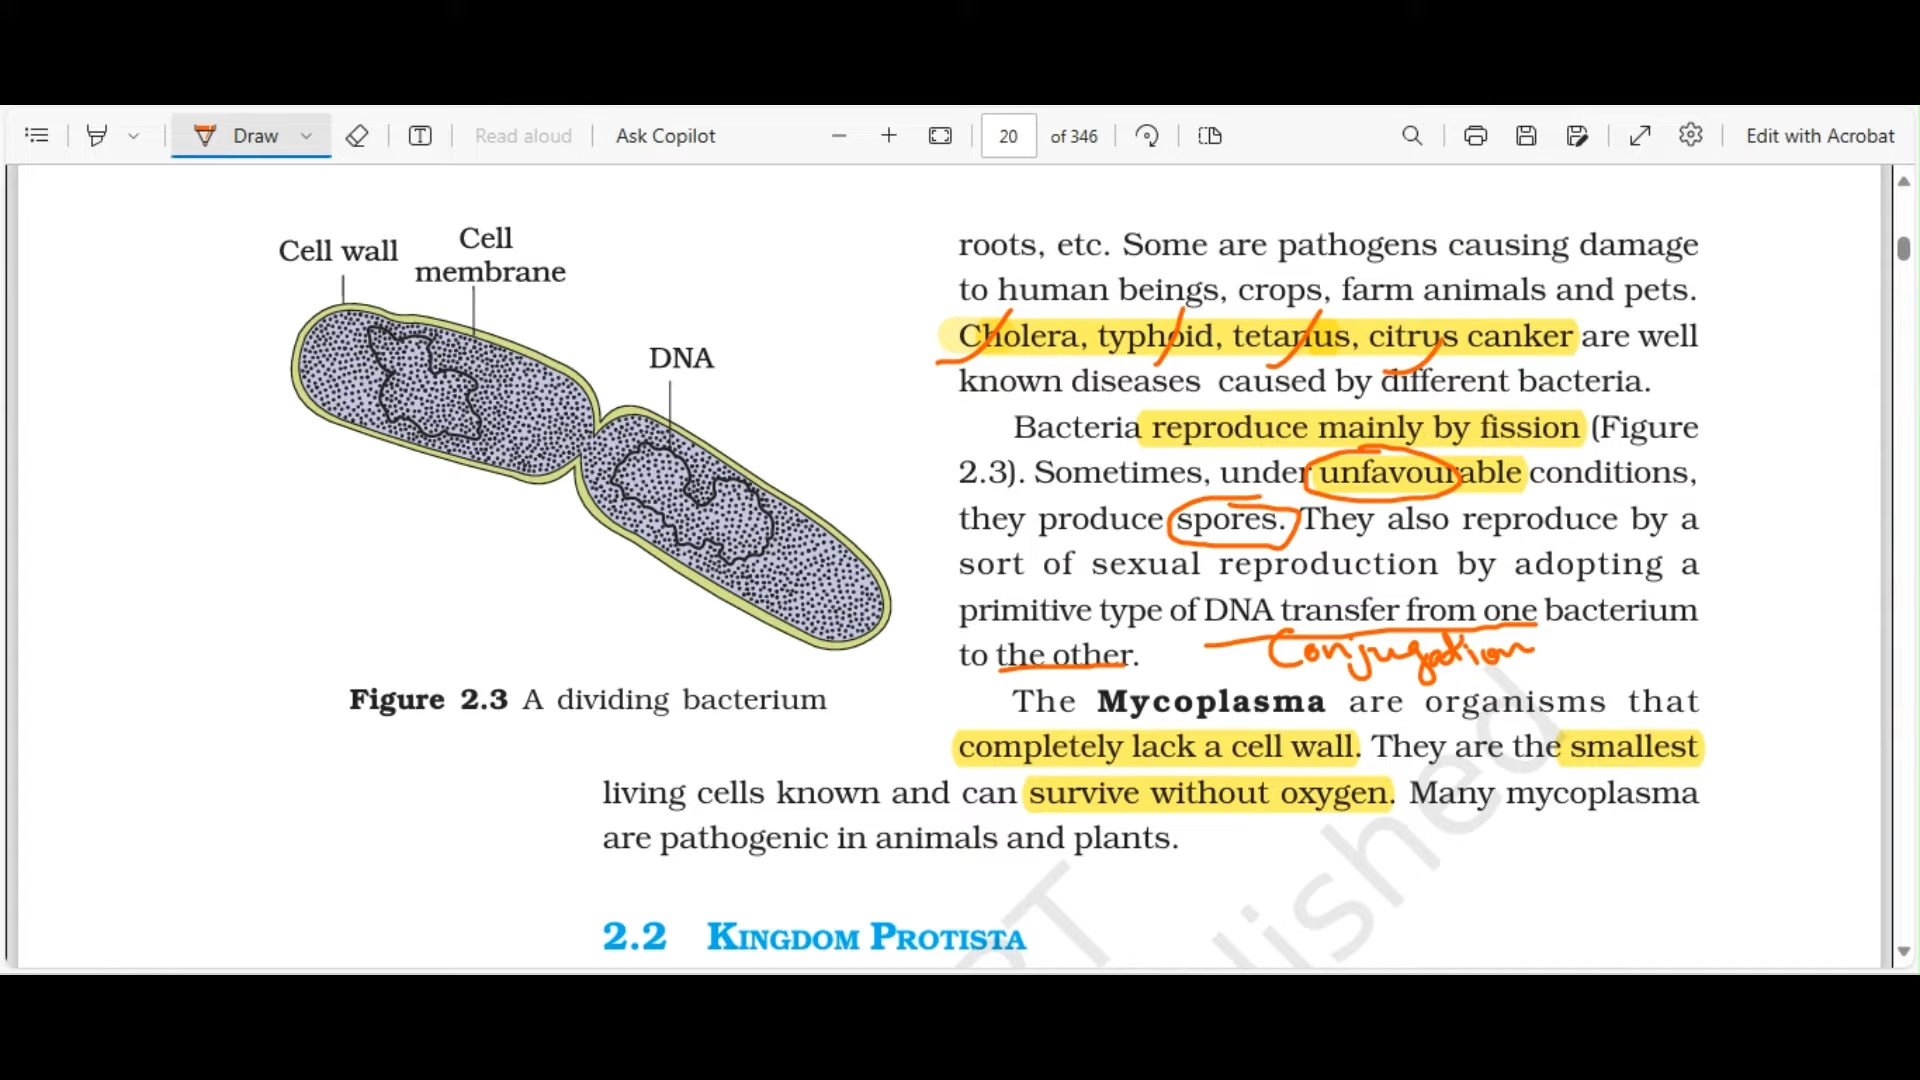 Draw
Read aloud
Ask Copilot
20
of 346
Edit with Acrobat
Cell wall
Cell
membrane
DNA
Figure 2.3 A dividing bacterium
roots, etc. Some are pathogens causing damage
to human beings, crops, farm animals and pets.
Cholera, typhoid, tetanus, citrus canker are well
known diseases caused by different bacteria.
Bacteria reproduce mainly by fission (Figure
2.3). Sometimes, under unfavourable conditions,
they produce spores. They also reproduce by a
sort of sexual reproduction by adopting a
primitive type of DNA transfer from one bacterium
to the other.
Conjugation
The Mycoplasma are organisms that
completely lack a cell wall. They are the smallest
living cells known and can survive without oxygen. Many mycoplasma
are pathogenic in animals and plants.
2.2 KINGDOM PROTISTA